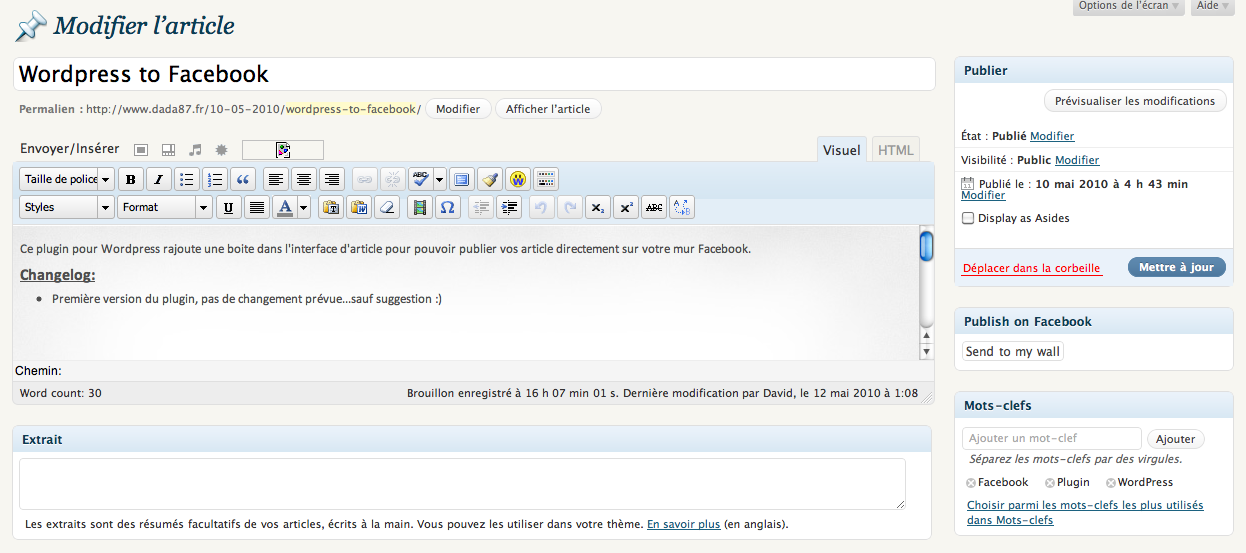 Options de l'écran
Aide
Modifier l'article
Wordpress to Facebook
Permalien : http://www.dada87.fr/10-05-2010/wordpress-to-facebook/ Modifier Afficher l'article
Envoyer/Insérer
Visuel HTML
Taille de police B I ABC
Styles Format U A ABC
Ce plugin pour Wordpress rajoute une boite dans l'interface d'article pour pouvoir publier vos article directement sur votre mur Facebook.
Changelog:
Première version du plugin, pas de changement prévue...sauf suggestion :)
Chemin:
Word count: 30 Brouillon enregistré à 16 h 07 min 01 s. Dernière modification par David, le 12 mai 2010 à 1:08
Extrait
Les extraits sont des résumés facultatifs de vos articles, écrits à la main. Vous pouvez les utiliser dans votre thème. En savoir plus (en anglais).
Publier
Prévisualiser les modifications
État : Publié Modifier
Visibilité : Public Modifier
Publié le : 10 mai 2010 à 4 h 43 min
Modifier
Display as Asides
Déplacer dans la corbeille Mettre à jour
Publish on Facebook
Send to my wall
Mots-clefs
Ajouter un mot-clef Ajouter
Séparez les mots-clefs par des virgules.
Facebook Plugin WordPress
Choisir parmi les mots-clefs les plus utilisés
dans Mots-clefs